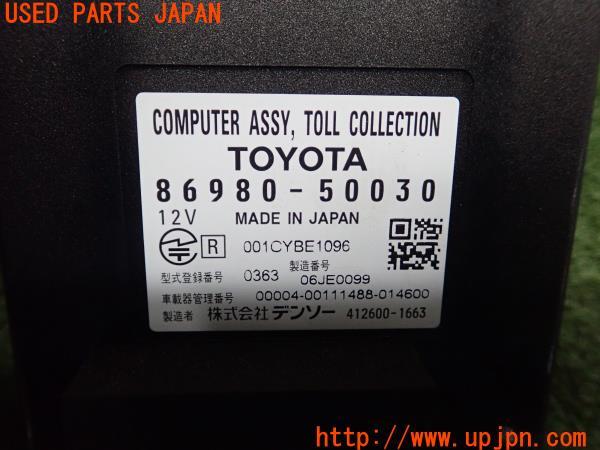 USED PARTS JAPAN
COMPUTER ASSY, TOLL COLLECTION
TOYOTA
86980-50030
12V MADE IN JAPAN
R 001CYBE1096
型式登録番号 0363 製造番号 06JE0099
車載器管理番号 00004-00111488-014600
製造者 株式会社デンソー 412600-1663
http://www.upjpn.com/